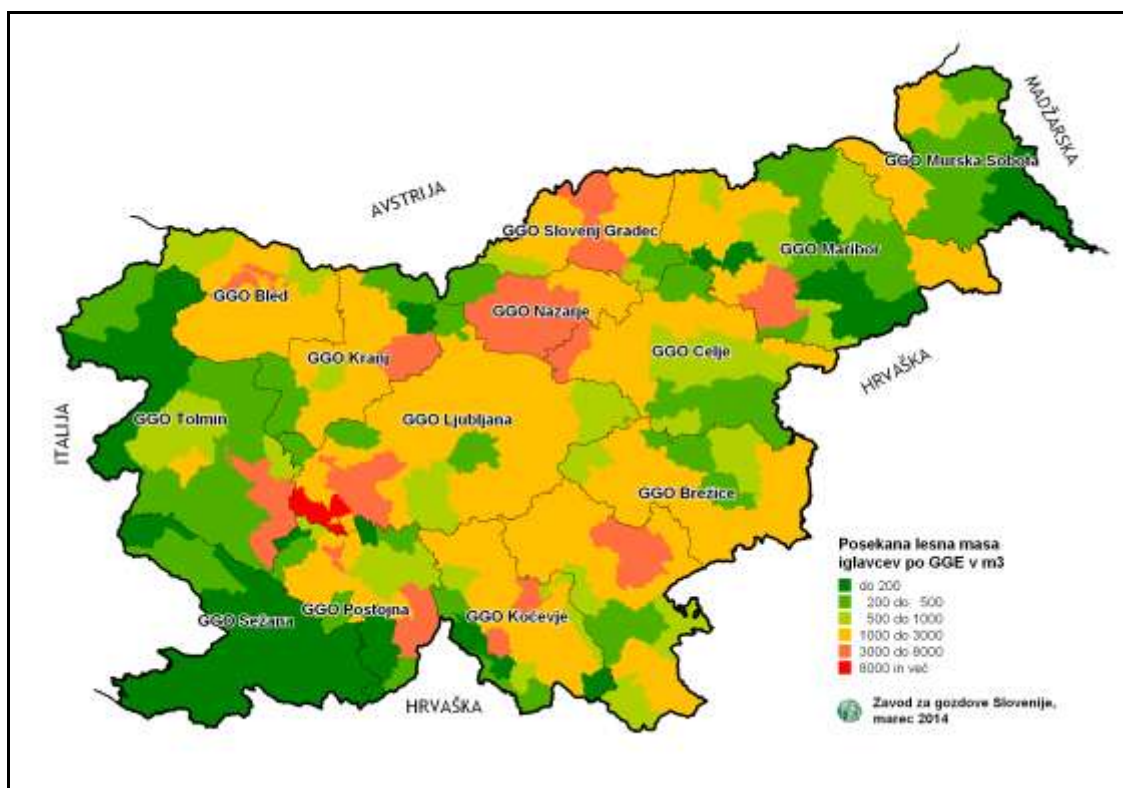 MADŽARSKA
GGO Murska Sobota
AVSTRIJA
GGO Slovenj Gradec
GGO Maribor
GGO Bled
GGO Nazarje
GGO Kranj
GGO Celje
HRVAŠKA
ITALIJA
GGO Tolmin
GGO Ljubljana
GGO Brežice
Posekana lesna masa
iglavcev po GGE v m3
do 200
200 do 500
500 do 1000
1000 do 3000
3000 do 8000
8000 in več
GGO Postojna
GGO Kočevje
GGO Sežana
HRVAŠKA
Zavod za gozdove Slovenije,
marec 2014